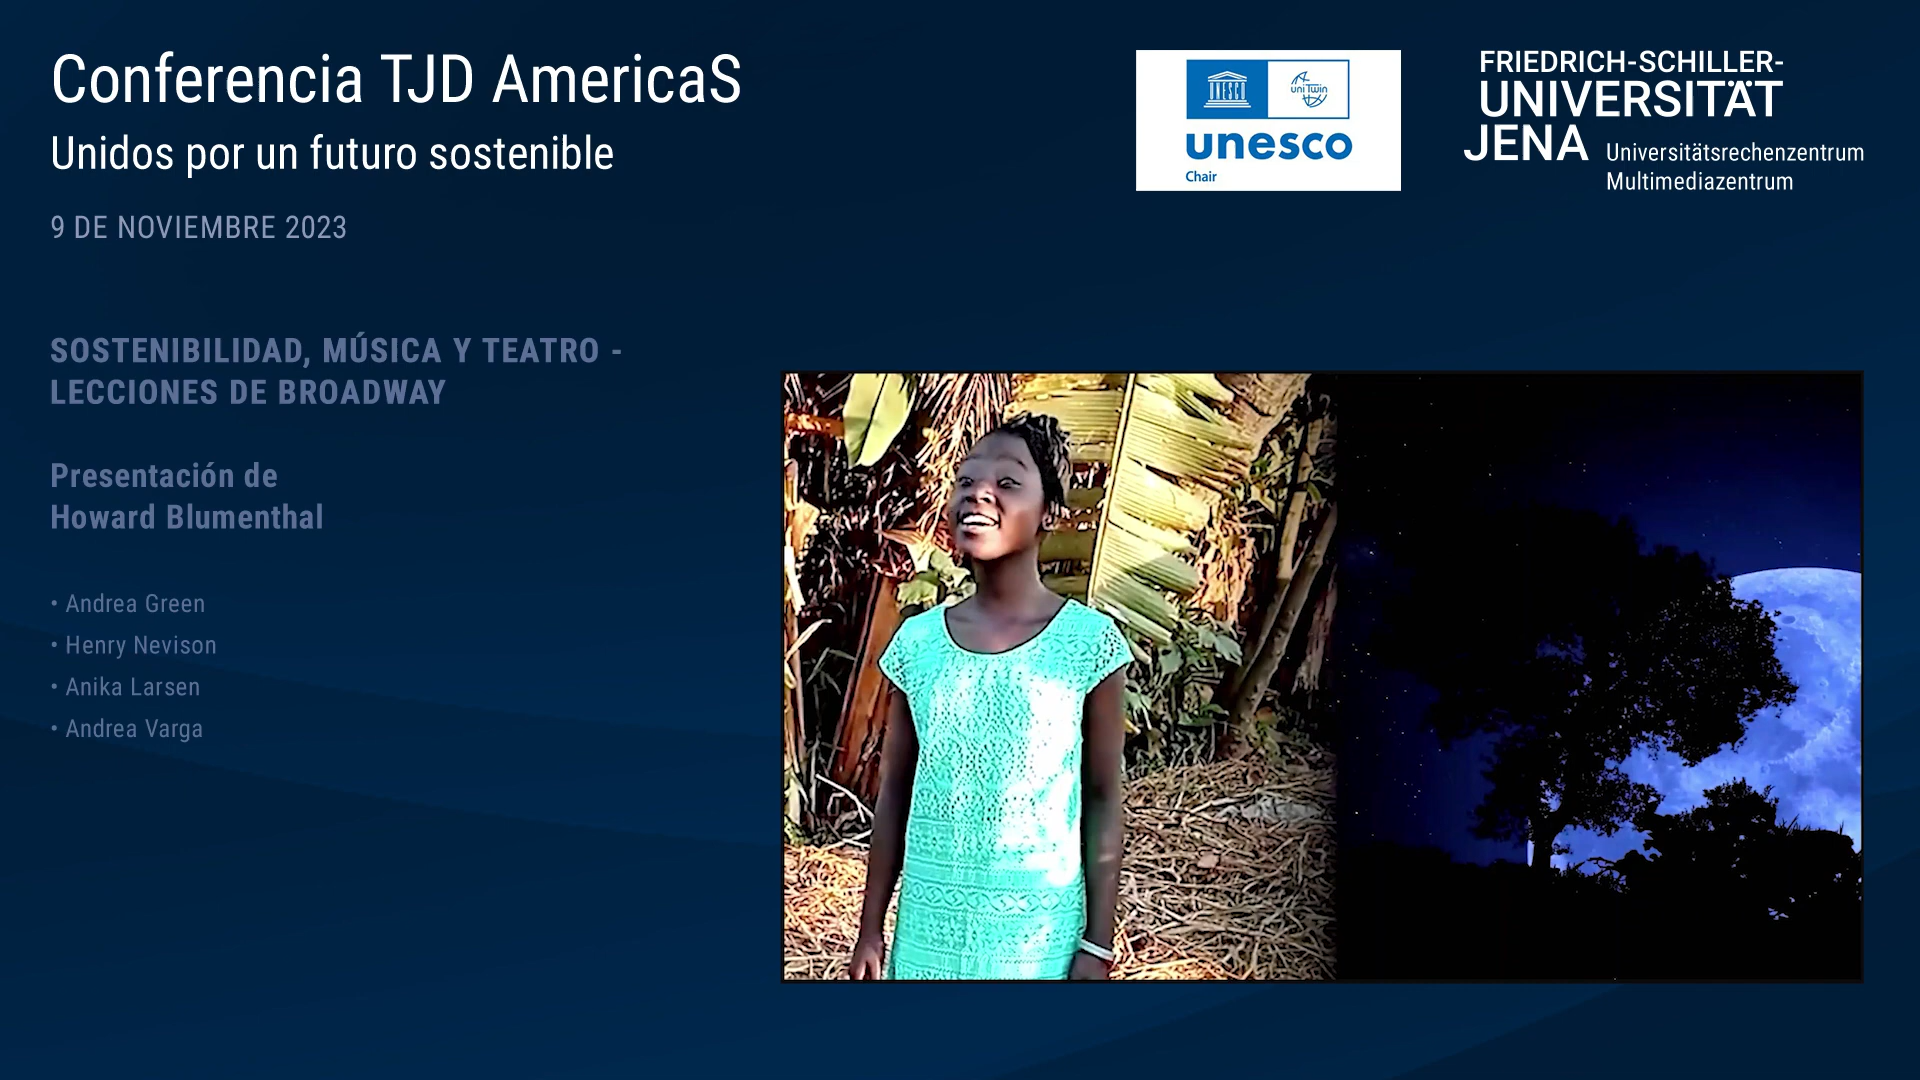 Conferencia TJD AmericaS
Unidos por un futuro sostenible
9 DE NOVIEMBRE 2023
UNESCO
uniTwin
unesco
Chair
FRIEDRICH-SCHILLER-
UNIVERSITÄT
JENA
Universitätsrechenzentrum
Multimediazentrum
SOSTENIBILIDAD, MÚSICA Y TEATRO -
LECCIONES DE BROADWAY
Presentación de
Howard Blumenthal
• Andrea Green
• Henry Nevison
• Anika Larsen
• Andrea Varga